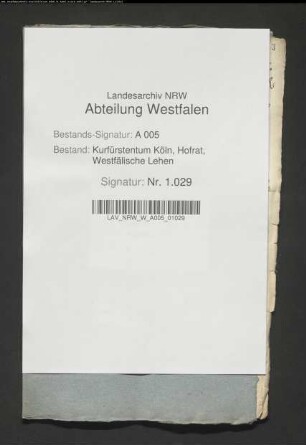 Landesarchiv NRW
Abteilung Westfalen
Bestands-Signatur: A 005
Bestand: Kurfürstentum Köln, Hofrat,
Westfälische Lehen
Signatur: Nr. 1.029
LAV_NRW_W_A005_01029